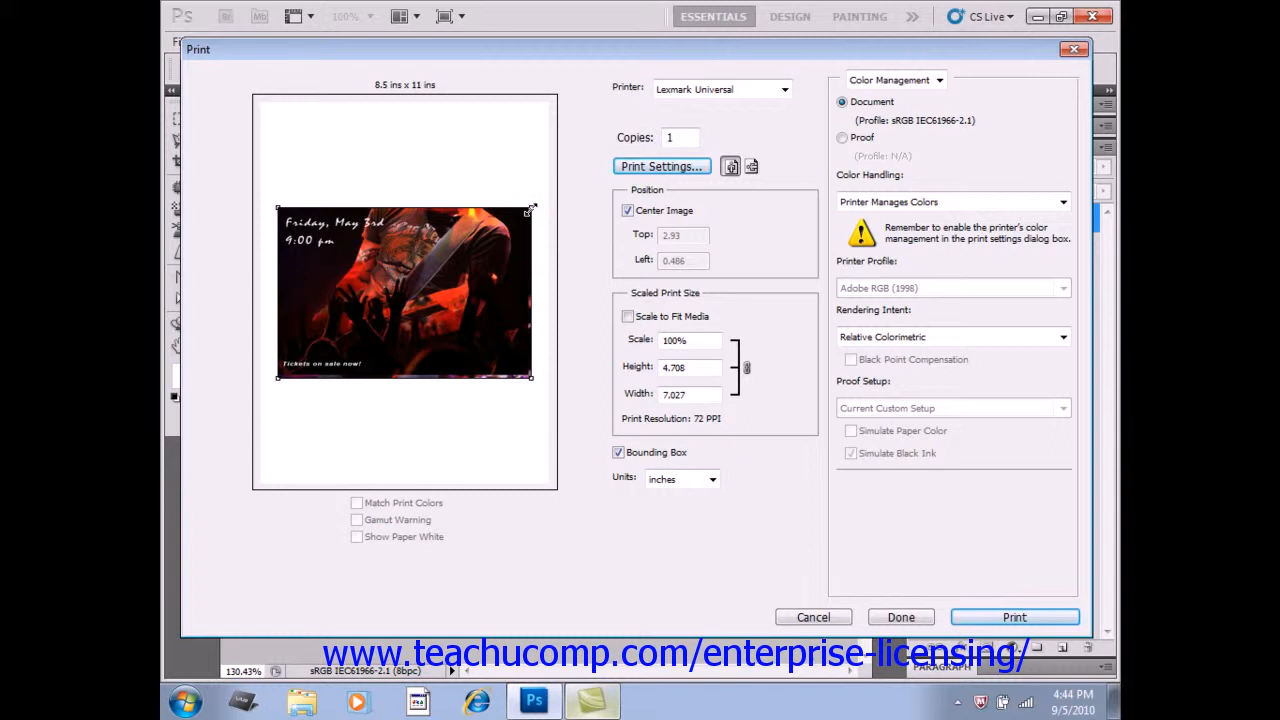 Ps Br Mb 100% ESSENTIALS DESIGN PAINTING CS Live
Print
8.5 ins x 11 ins
Friday, May 3rd
9:00 pm
Tickets on sale now!
Match Print Colors
Gamut Warning
Show Paper White
Printer: Lexmark Universal
Copies: 1
Print Settings...
Position
Center Image
Top: 2.93
Left: 0.486
Scaled Print Size
Scale to Fit Media
Scale: 100%
Height: 4.708
Width: 7.027
Print Resolution: 72 PPI
Bounding Box
Units: inches
Color Management
Document
(Profile: sRGB IEC61966-2.1)
Proof
(Profile: N/A)
Color Handling:
Printer Manages Colors
Remember to enable the printer's color
management in the print settings dialog box.
Printer Profile:
Adobe RGB (1998)
Rendering Intent:
Relative Colorimetric
Black Point Compensation
Proof Setup:
Current Custom Setup
Simulate Paper Color
Simulate Black Ink
Cancel Done Print
www.teachucomp.com/enterprise-licensing/
130.43% sRGB IEC61966-2.1 (8bpc) PARAGRAPH
Ps
4:44 PM
9/5/2010